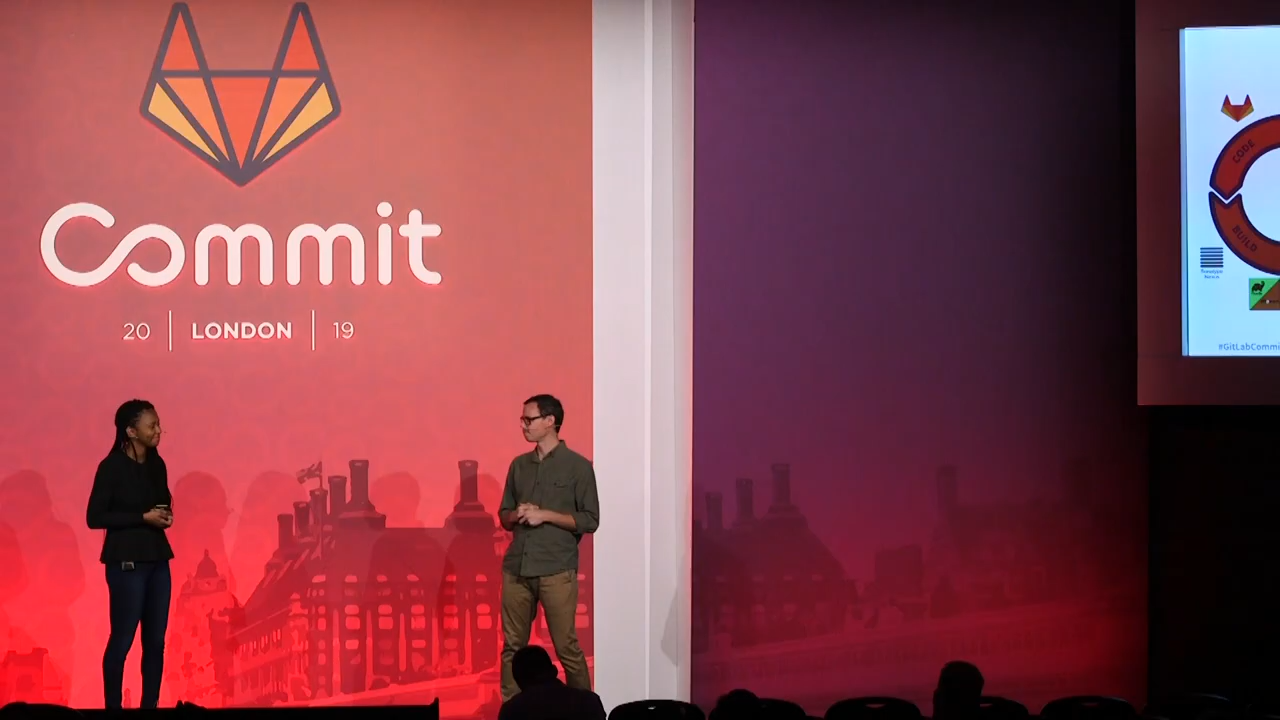 Commit
20 | LONDON | 19
CODE
BUILD
#GitLabCommi